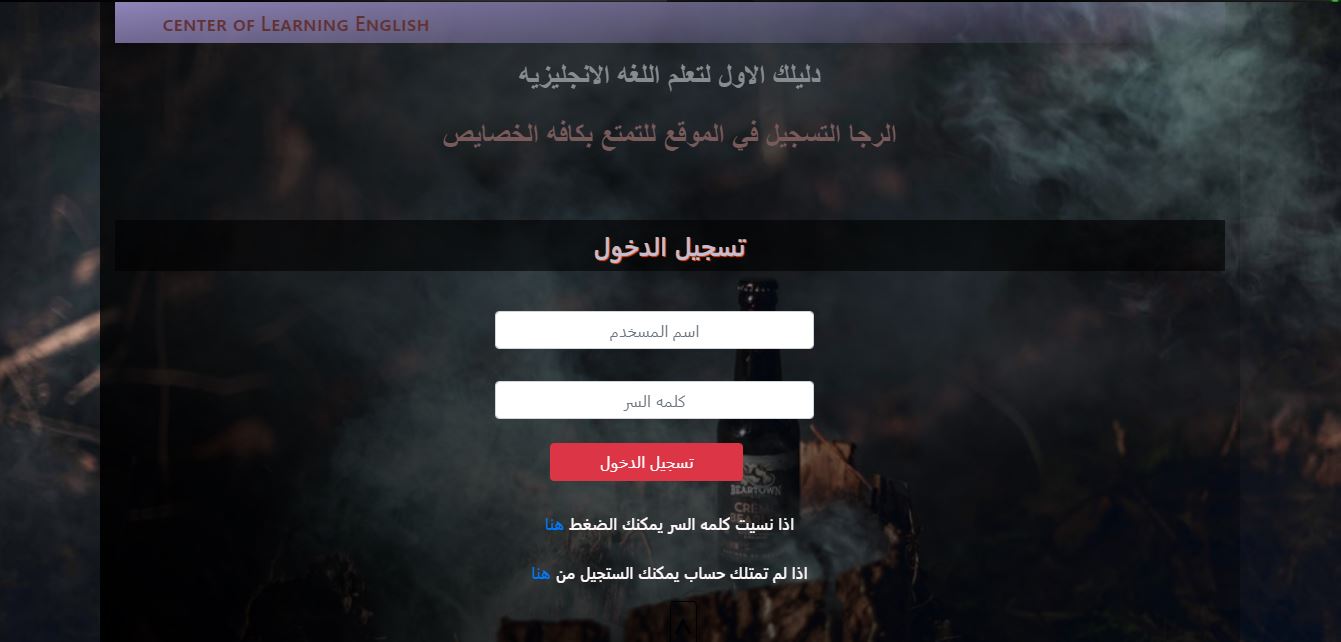 center of Learning English
دليلك الاول لتعلم اللغه الانجليزيه
الرجا التسجيل في الموقع للتمتع بكافه الخصايص
تسجيل الدخول
اسم المسخدم
كلمه السر
تسجيل الدخول
BEARTOWN
اذا نسيت كلمه السر يمكنك الضغط هنا
اذا لم تمتلك حساب يمكنك الستجيل من هنا